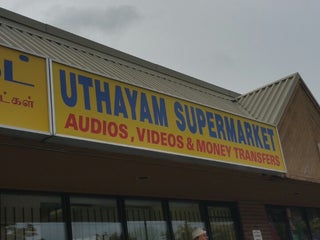 UTHAYAM SUPERMARKET
AUDIOS, VIDEOS & MONEY TRANSFERS